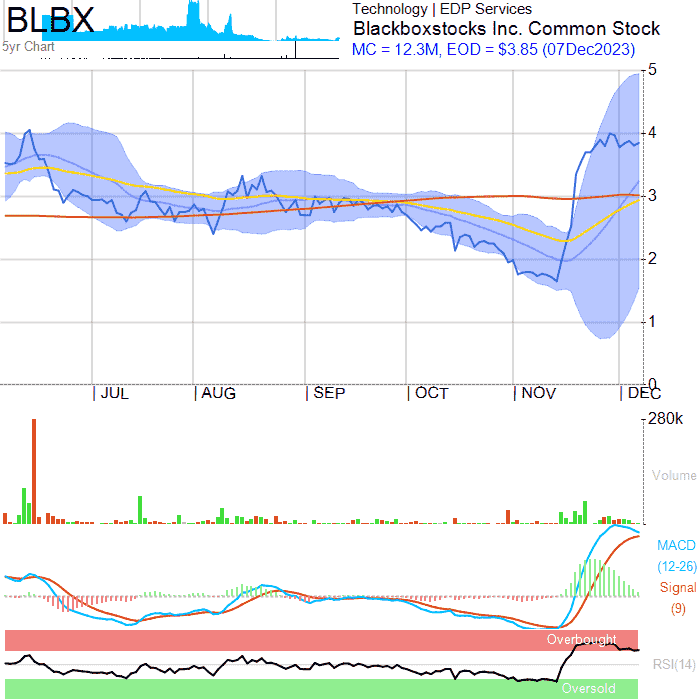 BLBX
5yr Chart
Technology | EDP Services
Blackboxstocks Inc. Common Stock
MC = 12.3M, EOD = $3.85 (07Dec2023)
5
4
3
2
1
0
JUL AUG SEP OCT NOV DEC
280k
Volume
MACD
(12-26)
Signal
(9)
Overbought
RSI(14)
Oversold